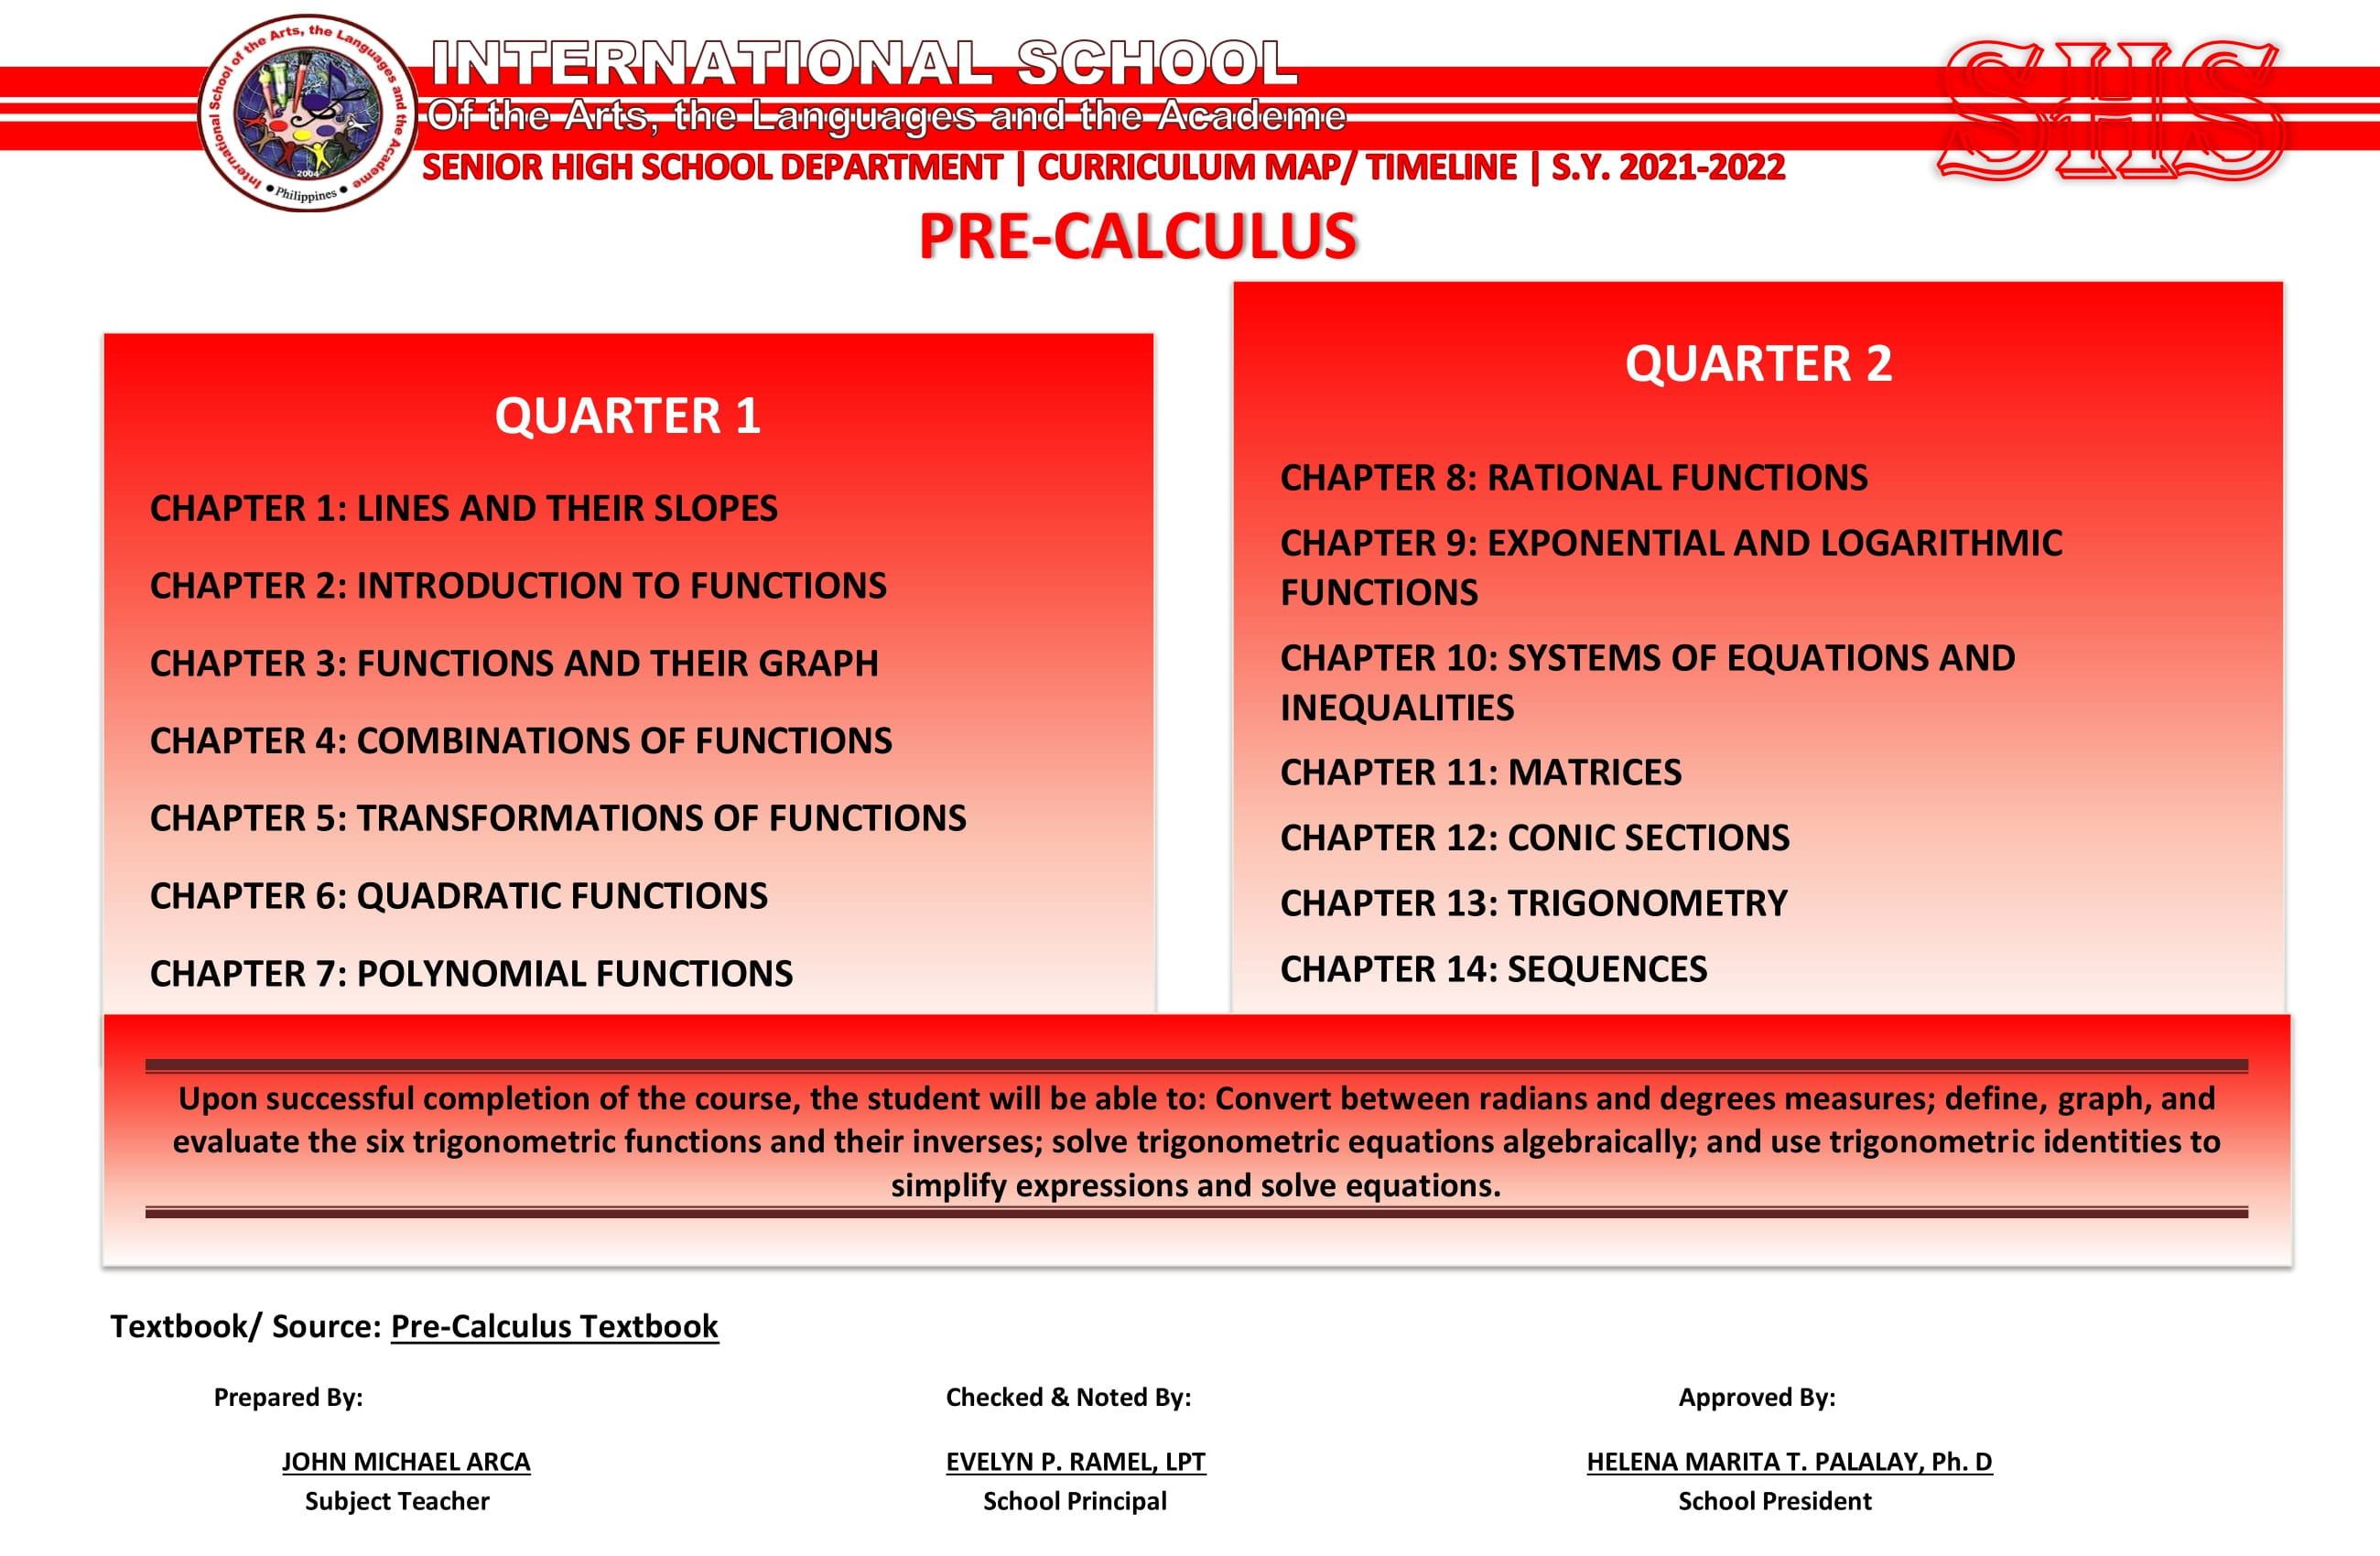 International School of the Arts, the Languages and the Academe
2004
Philippines
INTERNATIONAL SCHOOL
Of the Arts, the Languages and the Academe
SENIOR HIGH SCHOOL DEPARTMENT | CURRICULUM MAP/ TIMELINE | S.Y. 2021-2022
SHS
PRE-CALCULUS
QUARTER 1
CHAPTER 1: LINES AND THEIR SLOPES
CHAPTER 2: INTRODUCTION TO FUNCTIONS
CHAPTER 3: FUNCTIONS AND THEIR GRAPH
CHAPTER 4: COMBINATIONS OF FUNCTIONS
CHAPTER 5: TRANSFORMATIONS OF FUNCTIONS
CHAPTER 6: QUADRATIC FUNCTIONS
CHAPTER 7: POLYNOMIAL FUNCTIONS
QUARTER 2
CHAPTER 8: RATIONAL FUNCTIONS
CHAPTER 9: EXPONENTIAL AND LOGARITHMIC
FUNCTIONS
CHAPTER 10: SYSTEMS OF EQUATIONS AND
INEQUALITIES
CHAPTER 11: MATRICES
CHAPTER 12: CONIC SECTIONS
CHAPTER 13: TRIGONOMETRY
CHAPTER 14: SEQUENCES
Upon successful completion of the course, the student will be able to: Convert between radians and degrees measures; define, graph, and
evaluate the six trigonometric functions and their inverses; solve trigonometric equations algebraically; and use trigonometric identities to
simplify expressions and solve equations.
Textbook/ Source: Pre-Calculus Textbook
Prepared By:
JOHN MICHAEL ARCA
Subject Teacher
Checked & Noted By:
EVELYN P. RAMEL, LPT
School Principal
Approved By:
HELENA MARITA T. PALALAY, Ph. D
School President